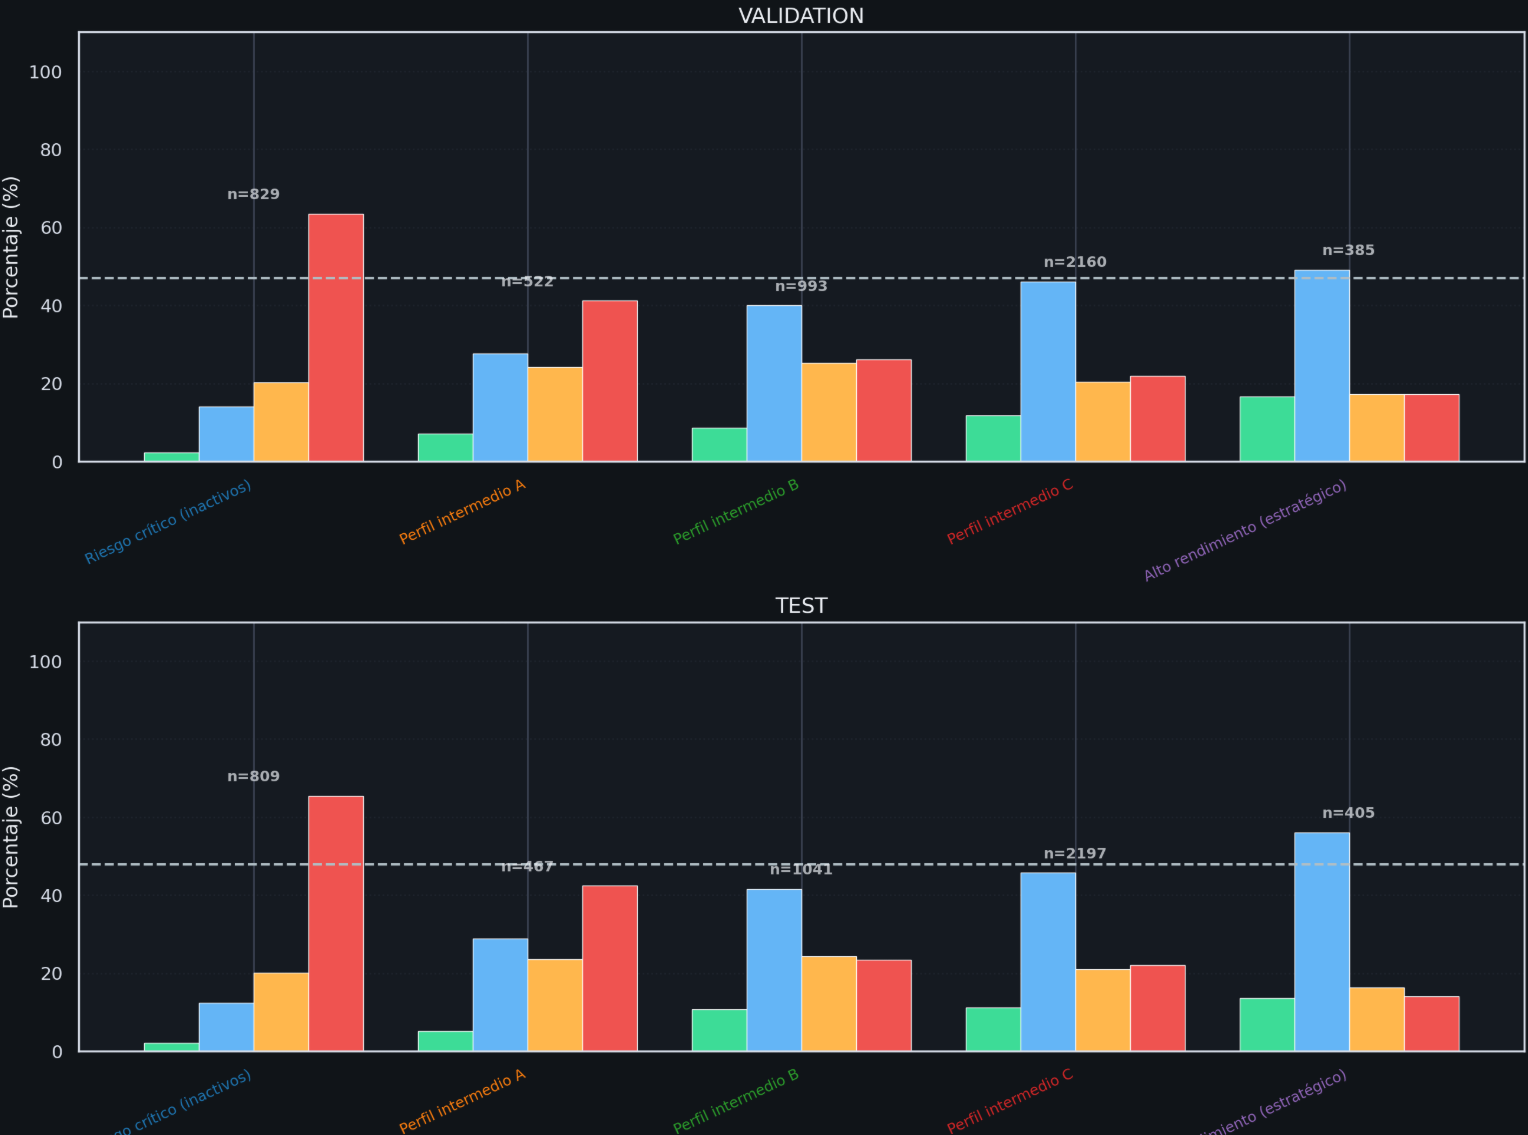 VALIDATION
Porcentaje (%)
100
80
60
40
20
0
n=829
n=522
n=993
n=2160
n=385
Riesgo crítico (inactivos)
Perfil intermedio A
Perfil intermedio B
Perfil intermedio C
Alto rendimiento (estratégico)
TEST
Porcentaje (%)
100
80
60
40
20
0
n=809
n=467
n=1041
n=2197
n=405
go crítico (inactivos)
Perfil intermedio A
Perfil intermedio B
Perfil intermedio C
imiento (estratégico)